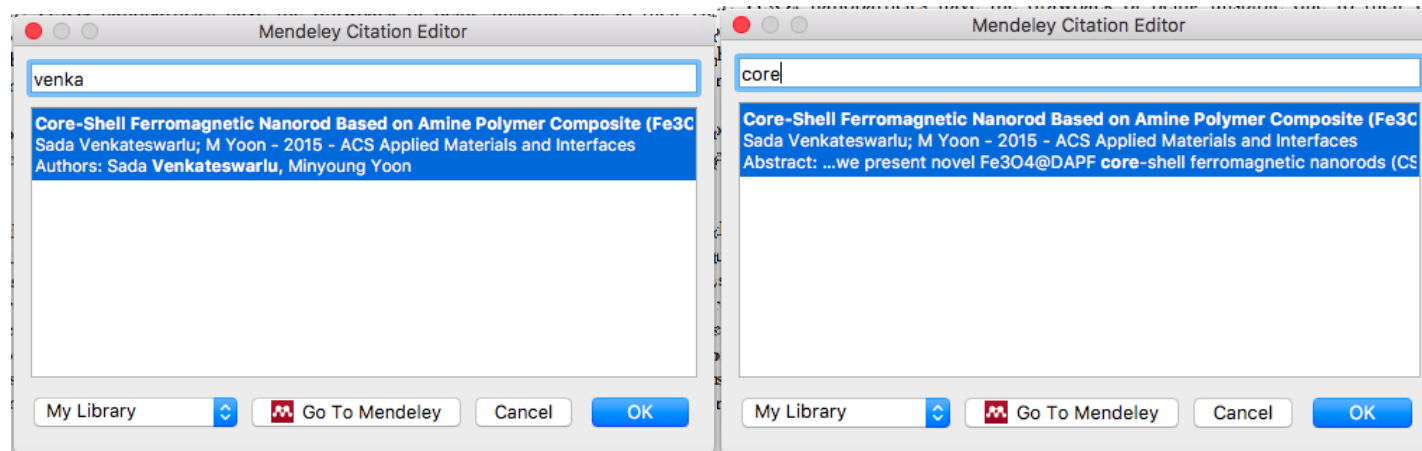 Mendeley Citation Editor
venka
Core-Shell Ferromagnetic Nanorod Based on Amine Polymer Composite (Fe3O
Sada Venkateswarlu; M Yoon - 2015 - ACS Applied Materials and Interfaces
Authors: Sada Venkateswarlu, Minyoung Yoon
My Library
Go To Mendeley
Cancel
OK
Mendeley Citation Editor
core
Core-Shell Ferromagnetic Nanorod Based on Amine Polymer Composite (Fe3O
Sada Venkateswarlu; M Yoon - 2015 - ACS Applied Materials and Interfaces
Abstract: ...we present novel Fe3O4@DAPF core-shell ferromagnetic nanorods (CS
My Library
Go To Mendeley
Cancel
OK